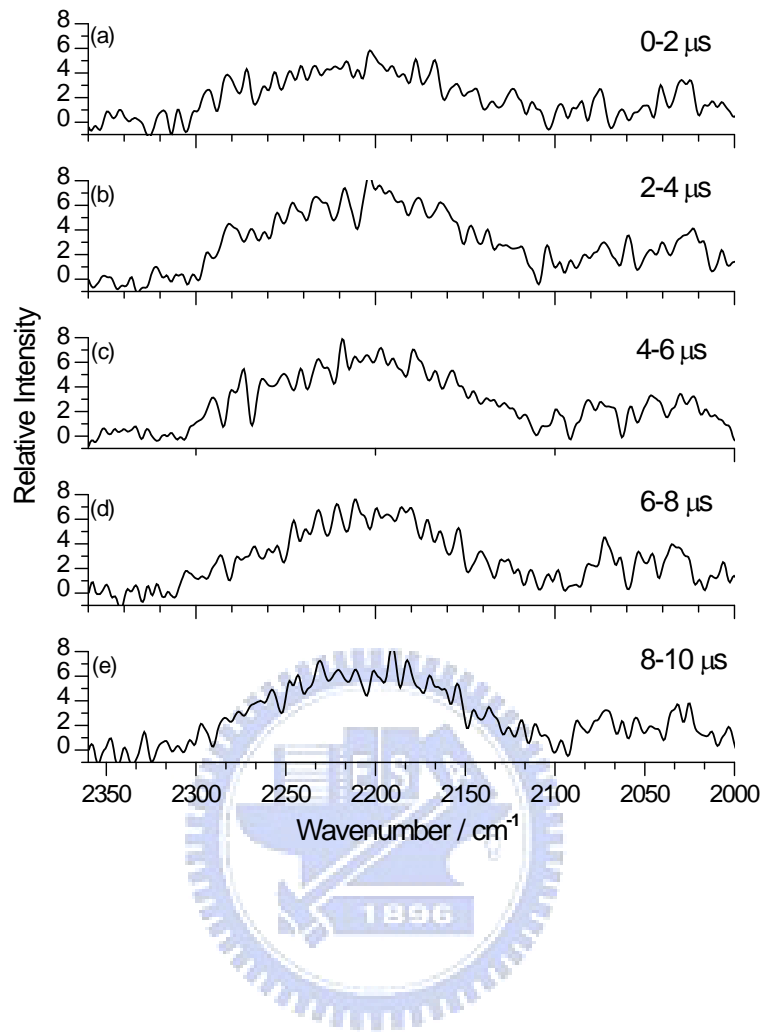 (a) 0-2 μs
8
6
4
2
0
(b) 2-4 μs
8
6
4
2
0
(c) 4-6 μs
8
6
4
2
0
(d) 6-8 μs
8
6
4
2
0
(e) 8-10 μs
8
6
4
2
0
Relative Intensity
2350 2300 2250 2200 2150 2100 2050 2000
Wavenumber / cm⁻¹
E S A
1896